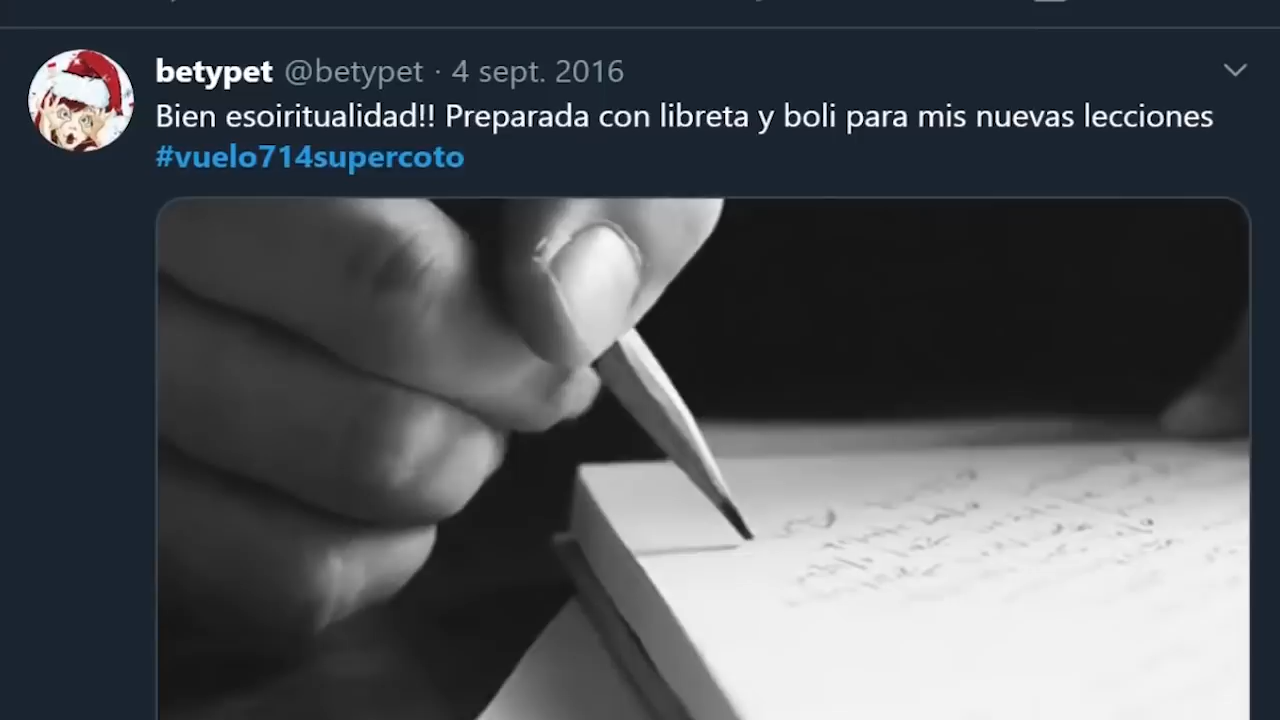 betypet @betypet · 4 sept. 2016
Bien esoiritualidad!! Preparada con libreta y boli para mis nuevas lecciones
#vuelo714supercoto